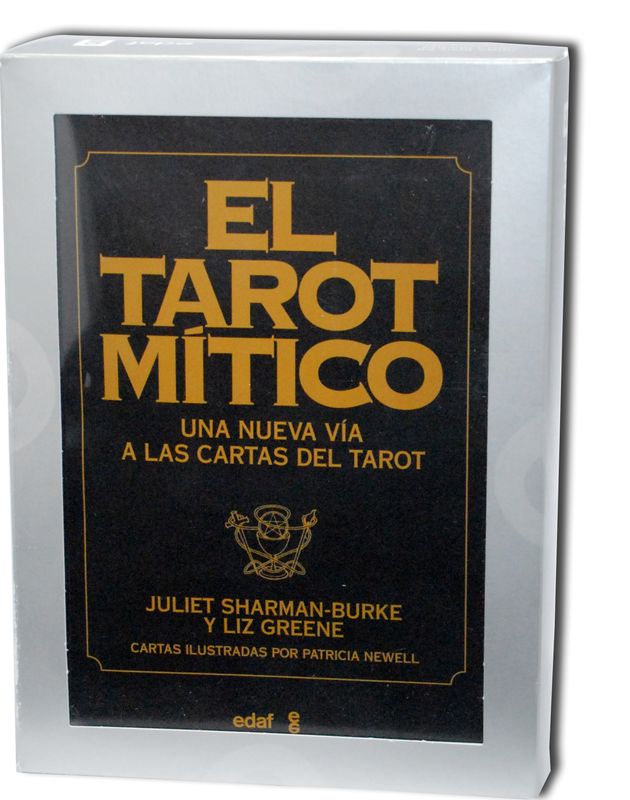 EL
TAROT
MÍTICO
UNA NUEVA VÍA
A LAS CARTAS DEL TAROT
JULIET SHARMAN-BURKE
Y LIZ GREENE
CARTAS ILUSTRADAS POR PATRICIA NEWELL
edaf